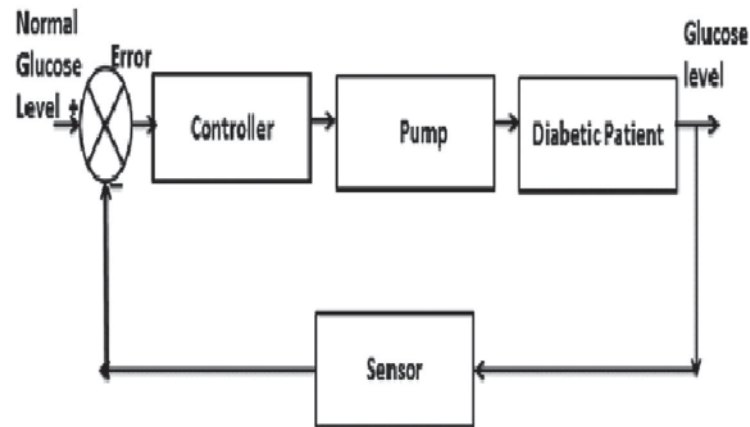 Normal
Glucose
Level +
Error
Controller
Pump
Diabetic Patient
Glucose
level
–
Sensor